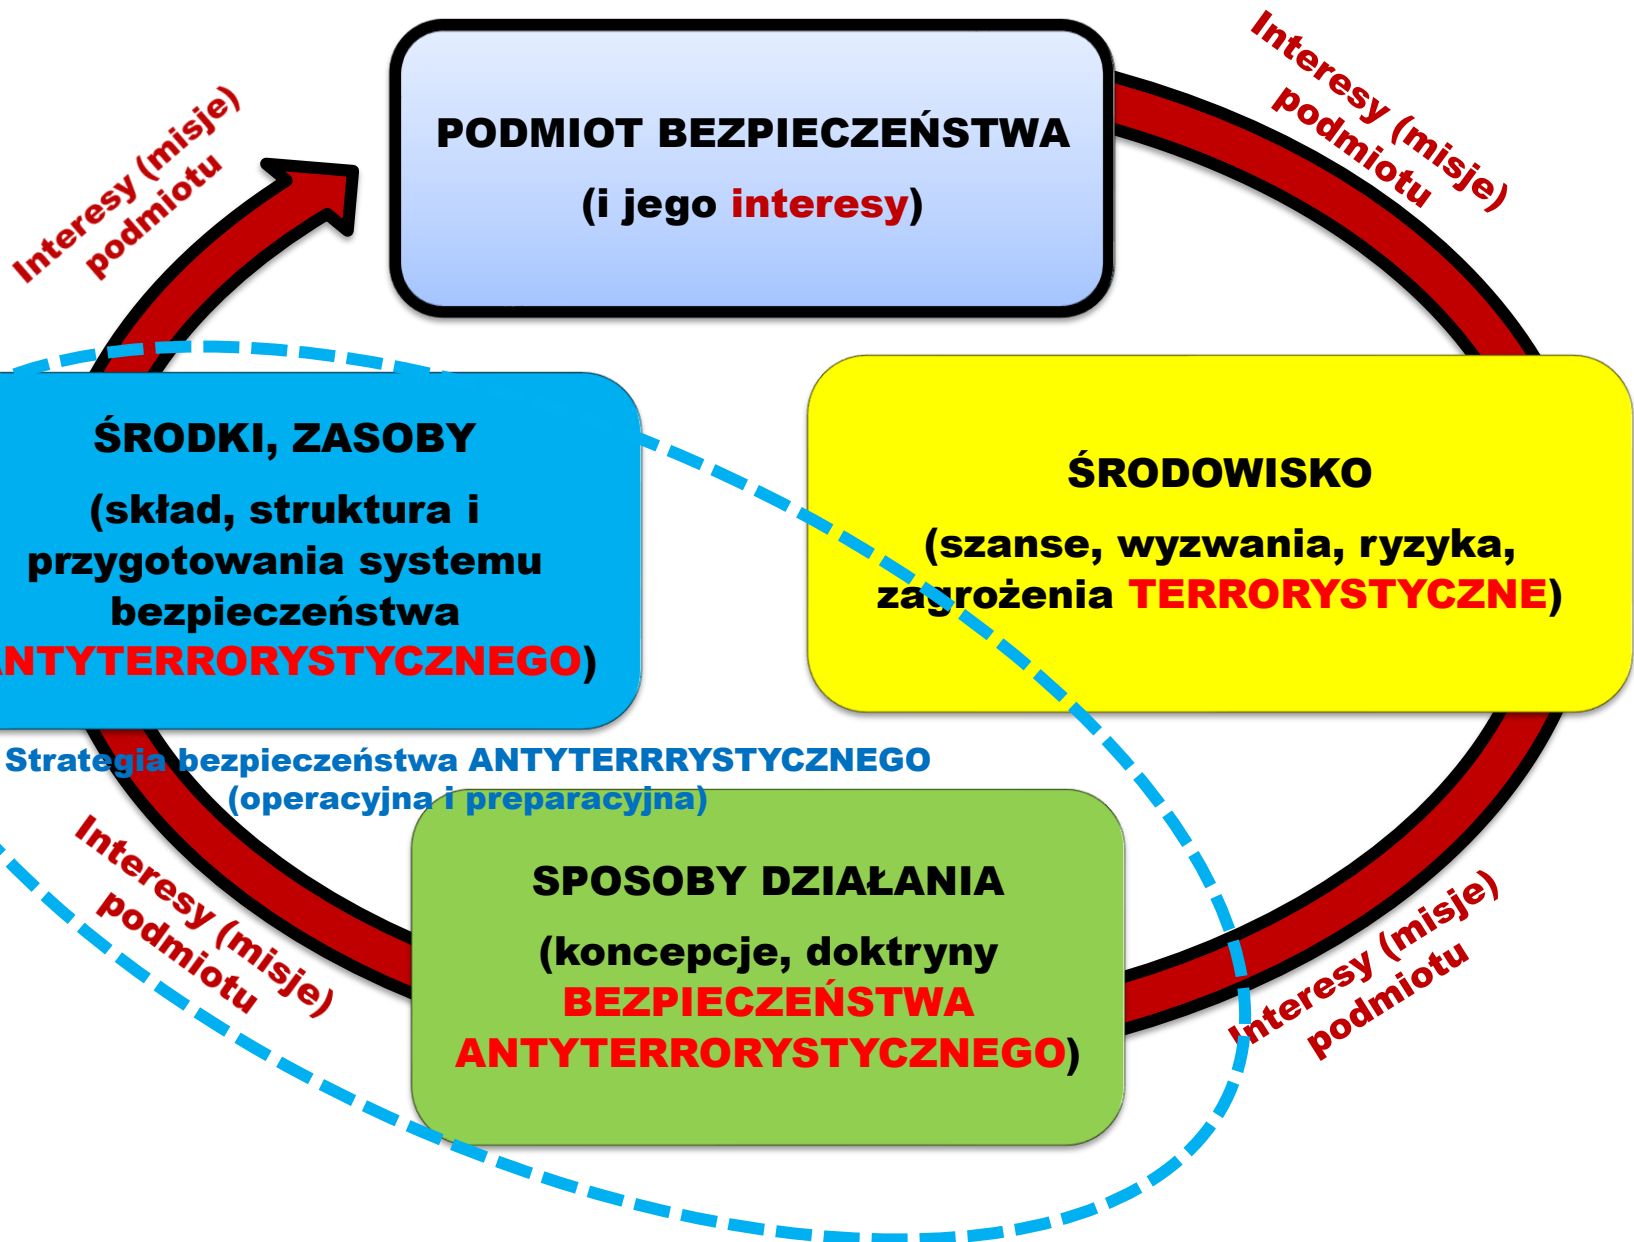 PODMIOT BEZPIECZEŃSTWA
(i jego interesy)
Interesy (misje)
podmiotu
Interesy (misje)
podmiotu
ŚRODKI, ZASOBY
(skład, struktura i
przygotowania systemu
bezpieczeństwa
ANTYTERRORYSTYCZNEGO)
ŚRODOWISKO
(szanse, wyzwania, ryzyka,
zagrożenia TERRORYSTYCZNE)
Strategia bezpieczeństwa ANTYTERRRYSTYCZNEGO
(operacyjna i preparacyjna)
SPOSOBY DZIAŁANIA
(koncepcje, doktryny
BEZPIECZEŃSTWA
ANTYTERRORYSTYCZNEGO)
Interesy (misje)
podmiotu
Interesy (misje)
podmiotu